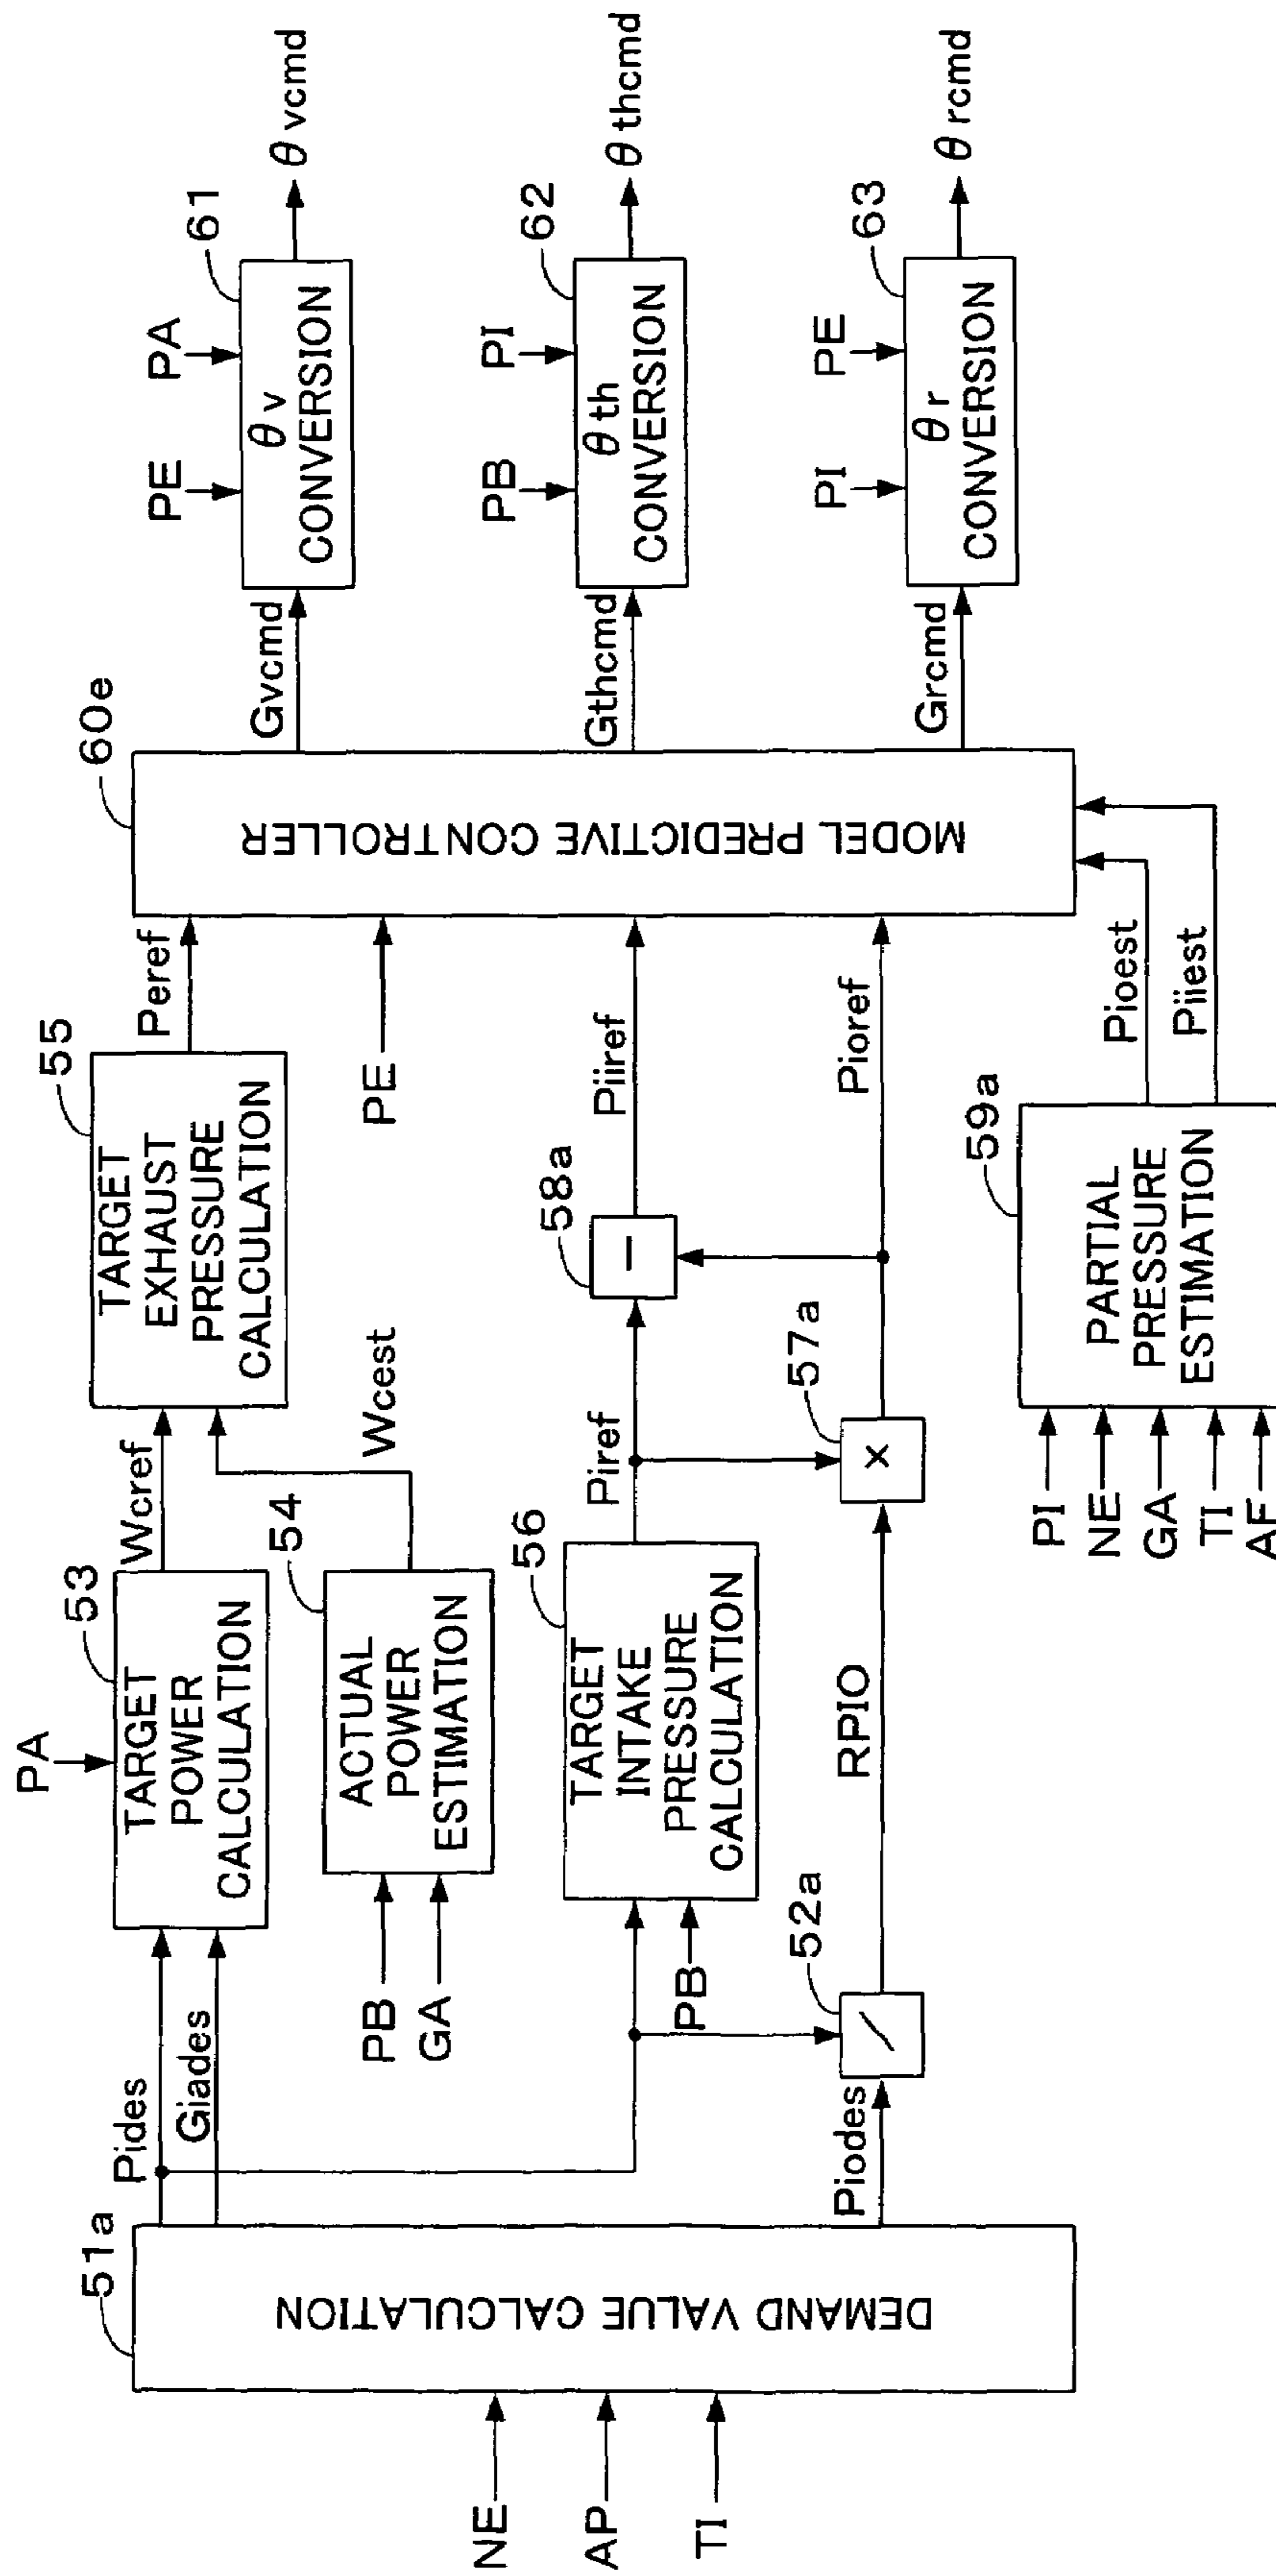 NE
AP
TI
51a
DEMAND VALUE CALCULATION
Pides
Giades
Piodes
PA
53
TARGET
POWER
CALCULATION
Wcref
PB
GA
54
ACTUAL
POWER
ESTIMATION
Wcest
55
TARGET
EXHAUST
PRESSURE
CALCULATION
Peref
PB
56
TARGET
INTAKE
PRESSURE
CALCULATION
Piref
52a
/
RPIO
57a
×
58a
−
Piiref
Pioref
PE
PI
NE
GA
TI
AF
59a
PARTIAL
PRESSURE
ESTIMATION
Pioest
Piiest
60e
MODEL PREDICTIVE CONTROLLER
Gvcmd
PE
PA
61
θv
CONVERSION
θvcmd
Gthcmd
PB
PI
62
θth
CONVERSION
θthcmd
Grcmd
PI
PE
63
θr
CONVERSION
θrcmd